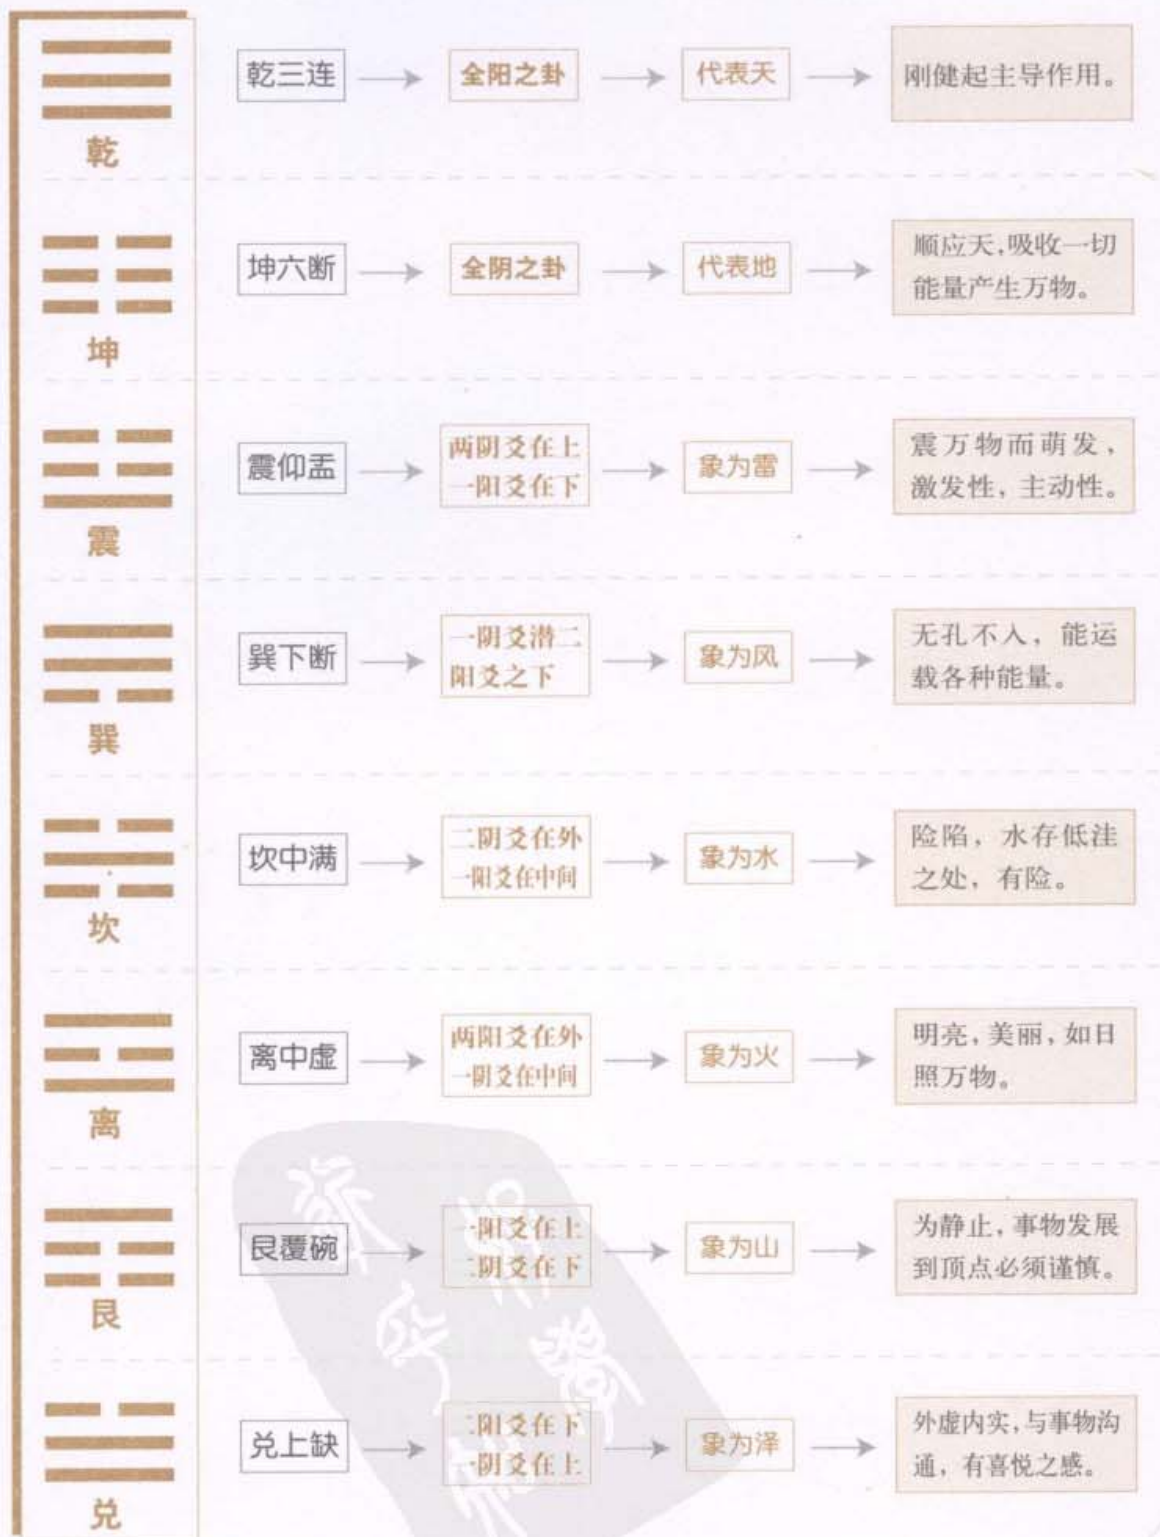 乾
乾三连
全阳之卦
代表天
刚健起主导作用。
坤
坤六断
全阴之卦
代表地
顺应天,吸收一切
能量产生万物。
震
震仰盂
两阴爻在上
一阳爻在下
象为雷
震万物而萌发，
激发性，主动性。
巽
巽下断
一阴爻潜二
阳爻之下
象为风
无孔不入，能运
载各种能量。
坎
坎中满
二阴爻在外
一阳爻在中间
象为水
险陷，水存低洼
之处，有险。
离
离中虚
两阳爻在外
一阴爻在中间
象为火
明亮,美丽,如日
照万物。
艮
艮覆碗
一阳爻在上
二阴爻在下
象为山
为静止,事物发展
到顶点必须谨慎。
兑
兑上缺
二阳爻在下
一阴爻在上
象为泽
外虚内实,与事物沟
通，有喜悦之感。